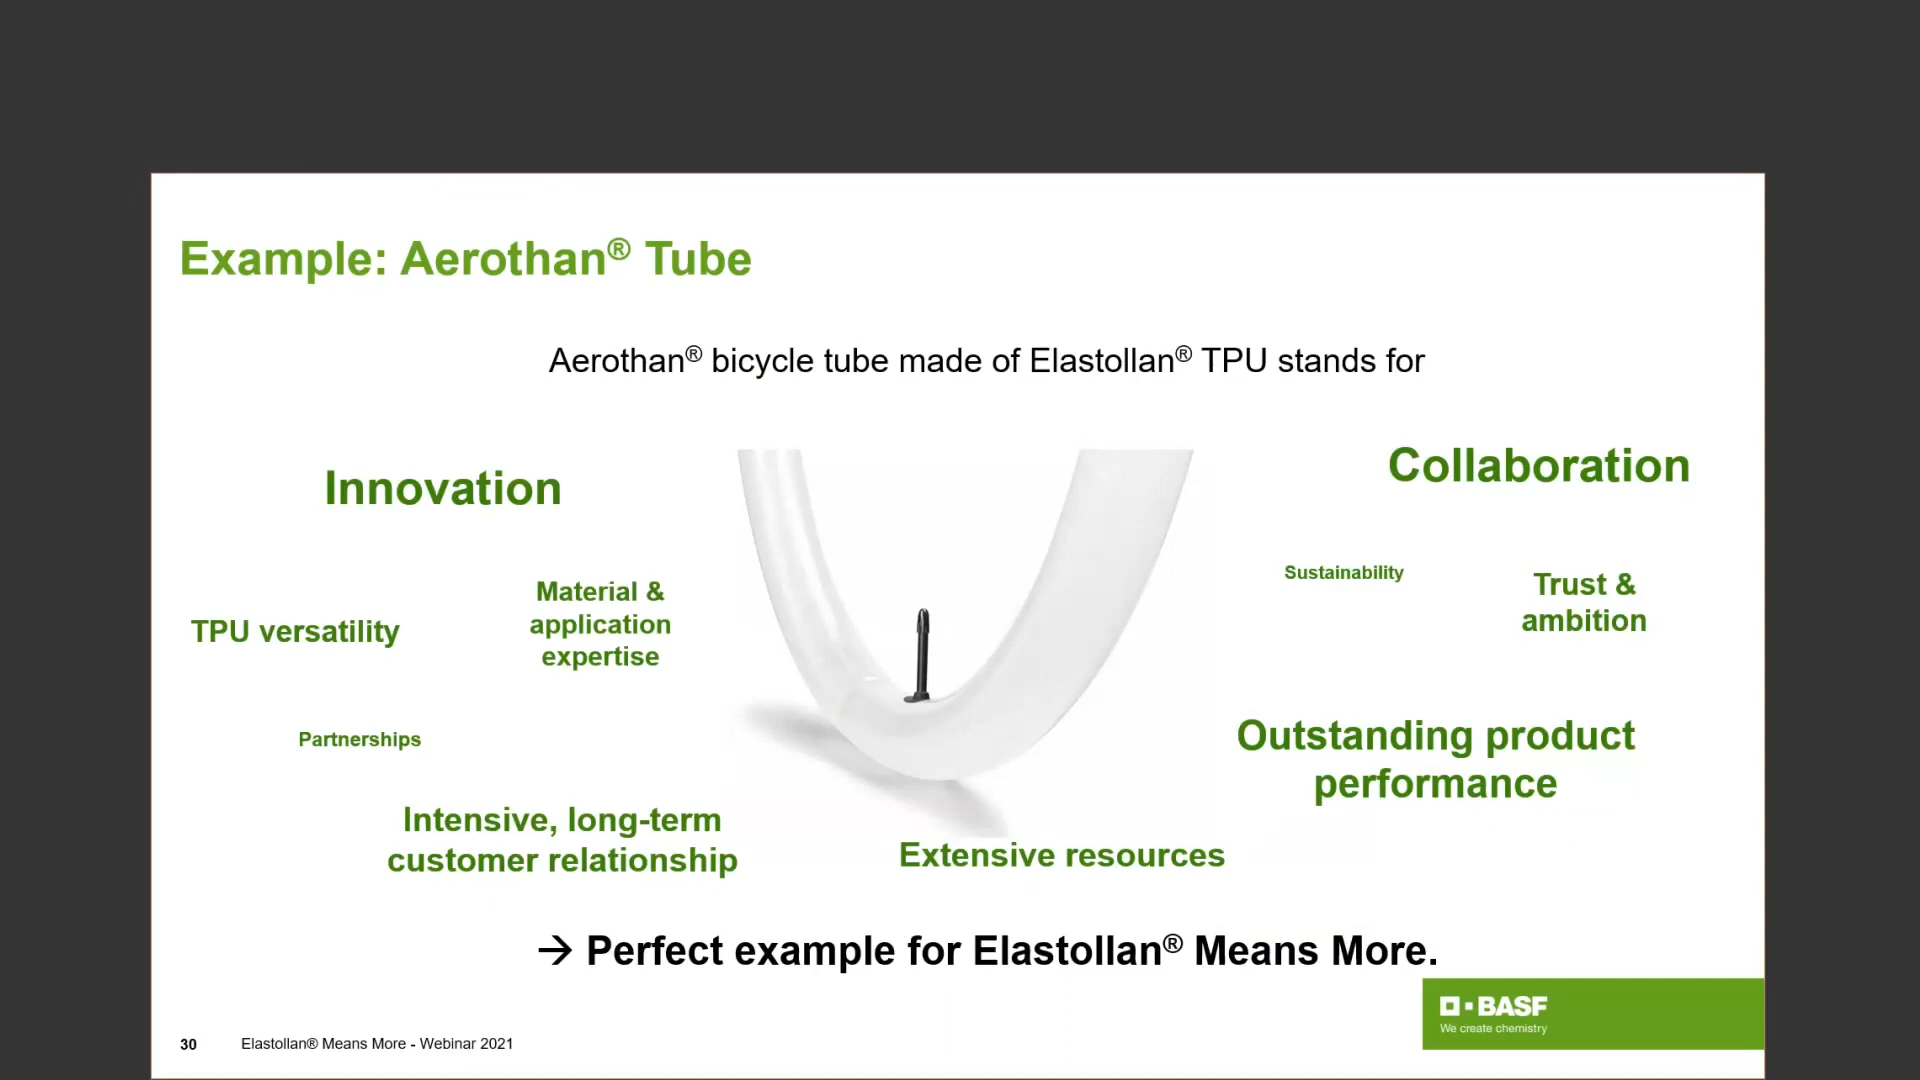 Example: Aerothan® Tube
Aerothan® bicycle tube made of Elastollan® TPU stands for
Innovation
Collaboration
TPU versatility
Material &
application
expertise
Sustainability
Trust &
ambition
Partnerships
Outstanding product
performance
Intensive, long-term
customer relationship
Extensive resources
→ Perfect example for Elastollan® Means More.
BASF
We create chemistry
30 Elastollan® Means More - Webinar 2021